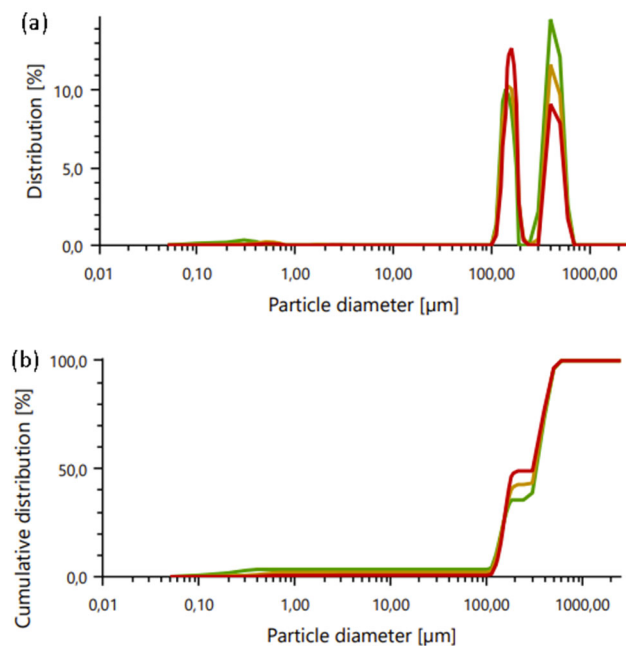 (a)
Distribution [%]
10,0
5,0
0,0
0,01 0,10 1,00 10,00 100,00 1000,00
Particle diameter [µm]
(b)
Cumulative distribution [%]
100,0
50,0
0,0
0,01 0,10 1,00 10,00 100,00 1000,00
Particle diameter [µm]